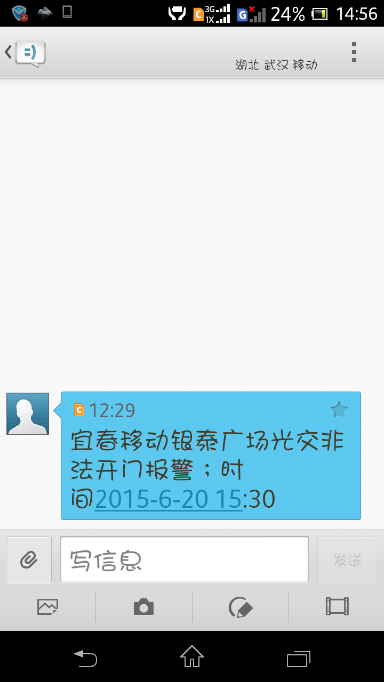 3G
1X
24%
14:56
湖北 武汉 移动
12:29
宜春移动银泰广场光交非
法开门报警；时
间2015-6-20 15:30
写信息
发送